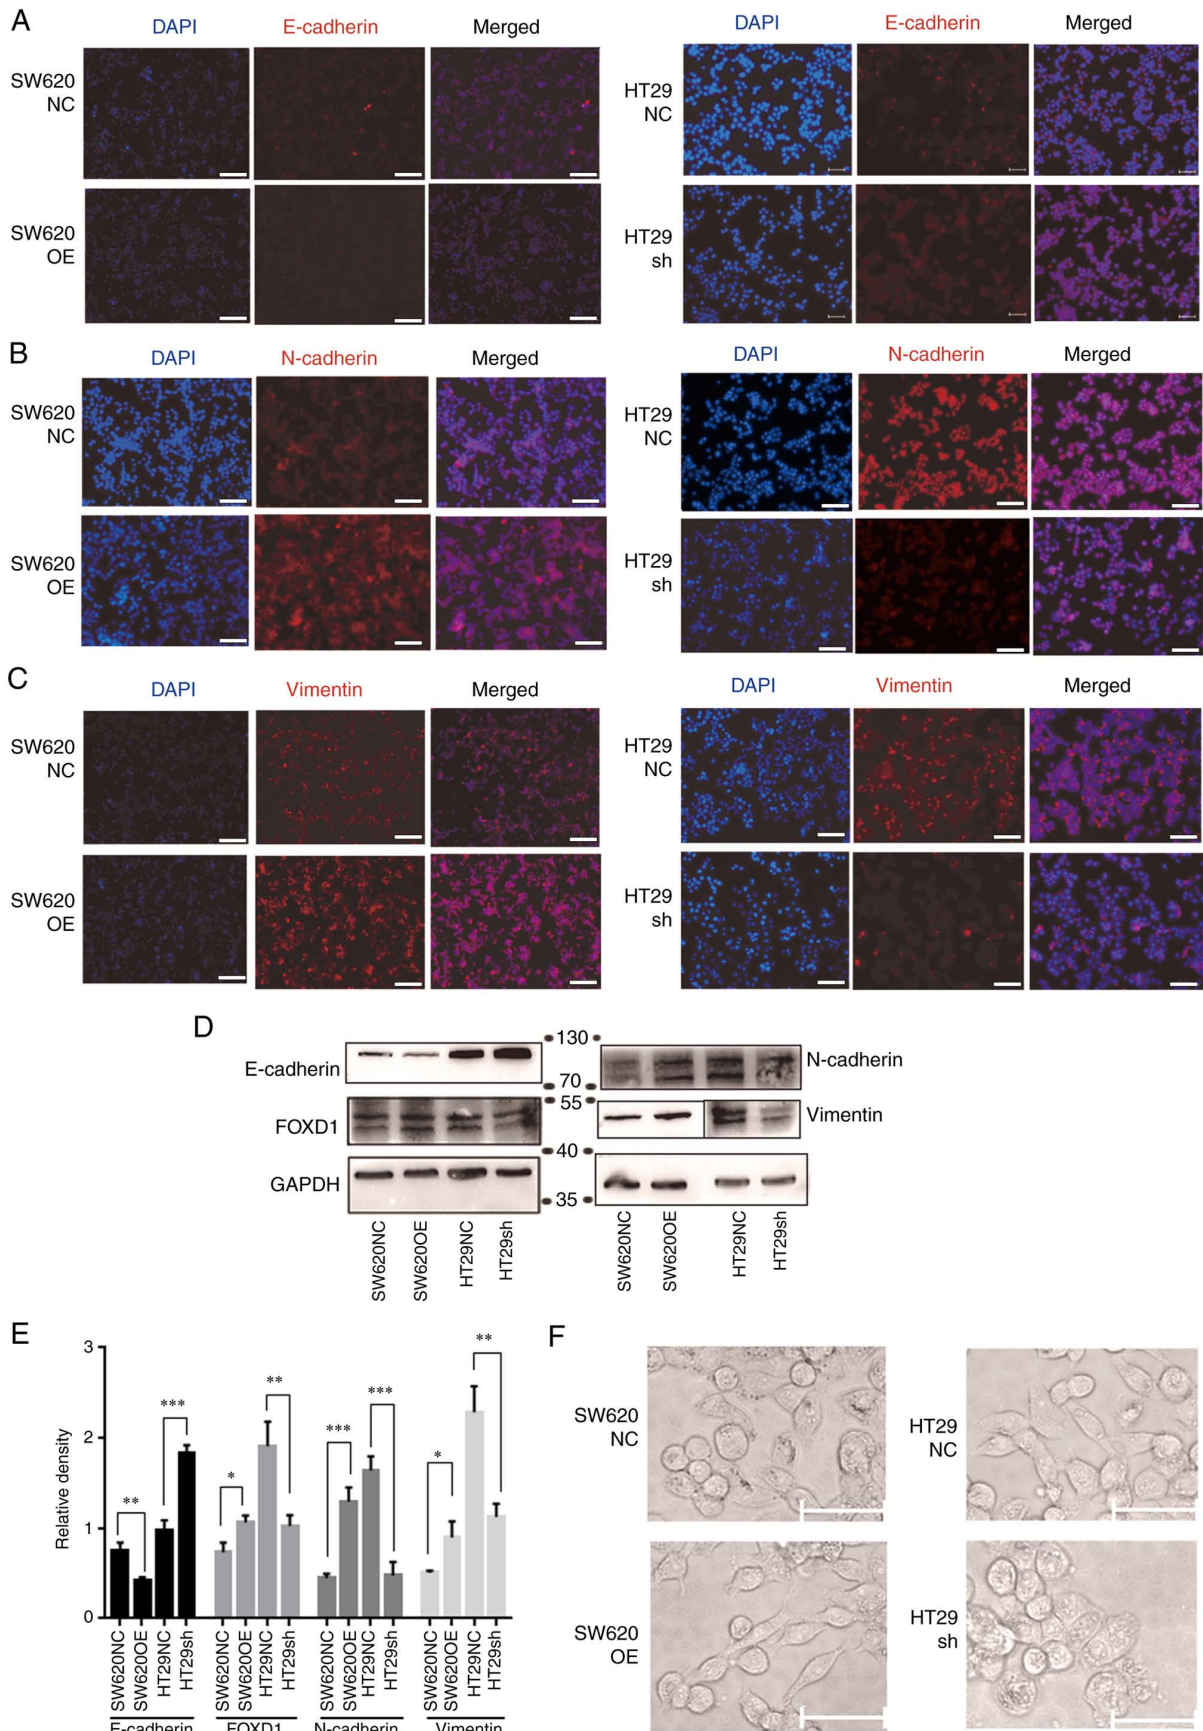 A
DAPI E-cadherin Merged
DAPI E-cadherin Merged
SW620
NC
HT29
NC
SW620
OE
HT29
sh
B
DAPI N-cadherin Merged
DAPI N-cadherin Merged
SW620
NC
HT29
NC
SW620
OE
HT29
sh
C
DAPI Vimentin Merged
DAPI Vimentin Merged
SW620
NC
HT29
NC
SW620
OE
HT29
sh
D
E-cadherin
130
N-cadherin
70
55
FOXD1
Vimentin
40
GAPDH
35
SW620NC
SW620OE
HT29NC
HT29sh
SW620NC
SW620OE
HT29NC
HT29sh
E
Relative density
3
2
1
0
**
***
*
**
***
***
*
**
SW620NC
SW620OE
HT29NC
HT29sh
SW620NC
SW620OE
HT29NC
HT29sh
SW620NC
SW620OE
HT29NC
HT29sh
SW620NC
SW620OE
HT29NC
HT29sh
E-cadherin FOXD1 N-cadherin Vimentin
F
SW620
NC
HT29
NC
SW620
OE
HT29
sh